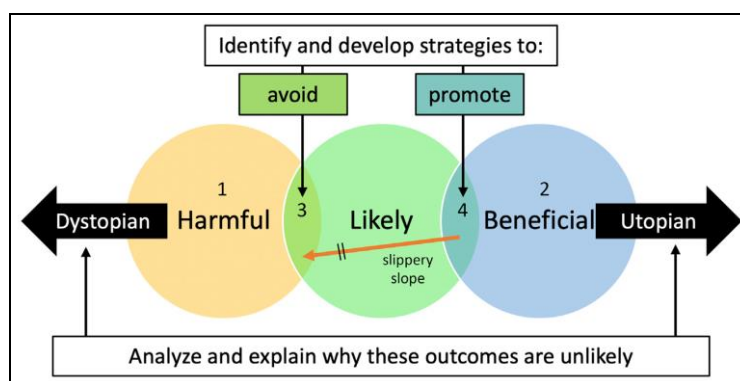 Identify and develop strategies to:
avoid
promote
1
2
Dystopian
Harmful
3
Likely
4
Beneficial
Utopian
slippery
slope
Analyze and explain why these outcomes are unlikely